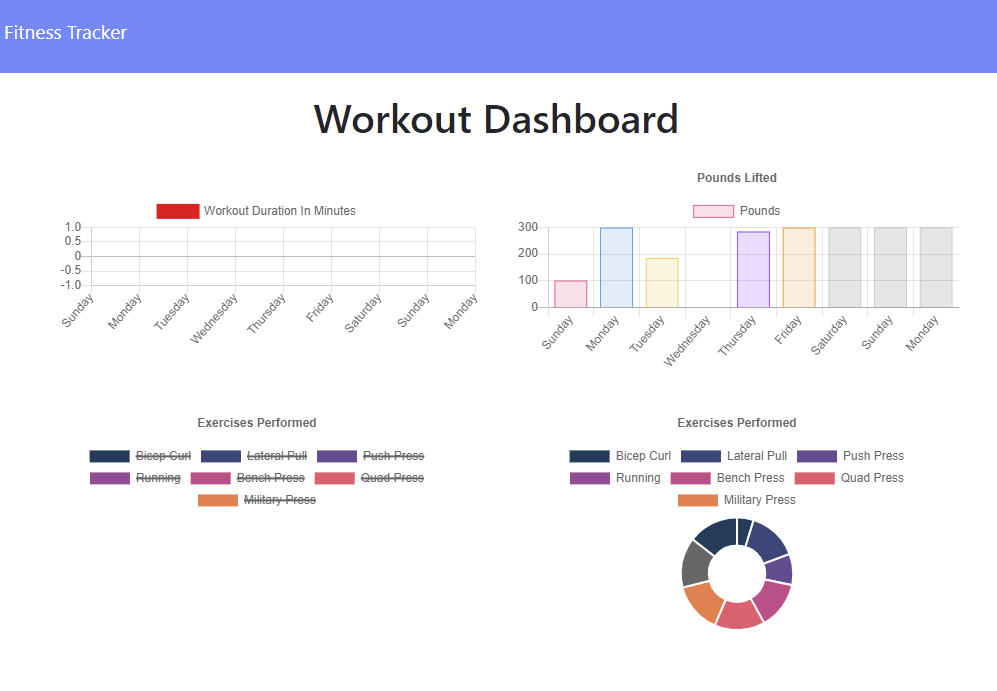 Fitness Tracker
Workout Dashboard
Workout Duration In Minutes
1.0
0.5
0
-0.5
-1.0
Sunday Monday Tuesday Wednesday Thursday Friday Saturday Sunday Monday
Pounds Lifted
Pounds
300
200
100
0
Sunday Monday Tuesday Wednesday Thursday Friday Saturday Sunday Monday
Exercises Performed
Bicep Curl Lateral Pull Push Press
Running Bench Press Quad Press
Military Press
Exercises Performed
Bicep Curl Lateral Pull Push Press
Running Bench Press Quad Press
Military Press